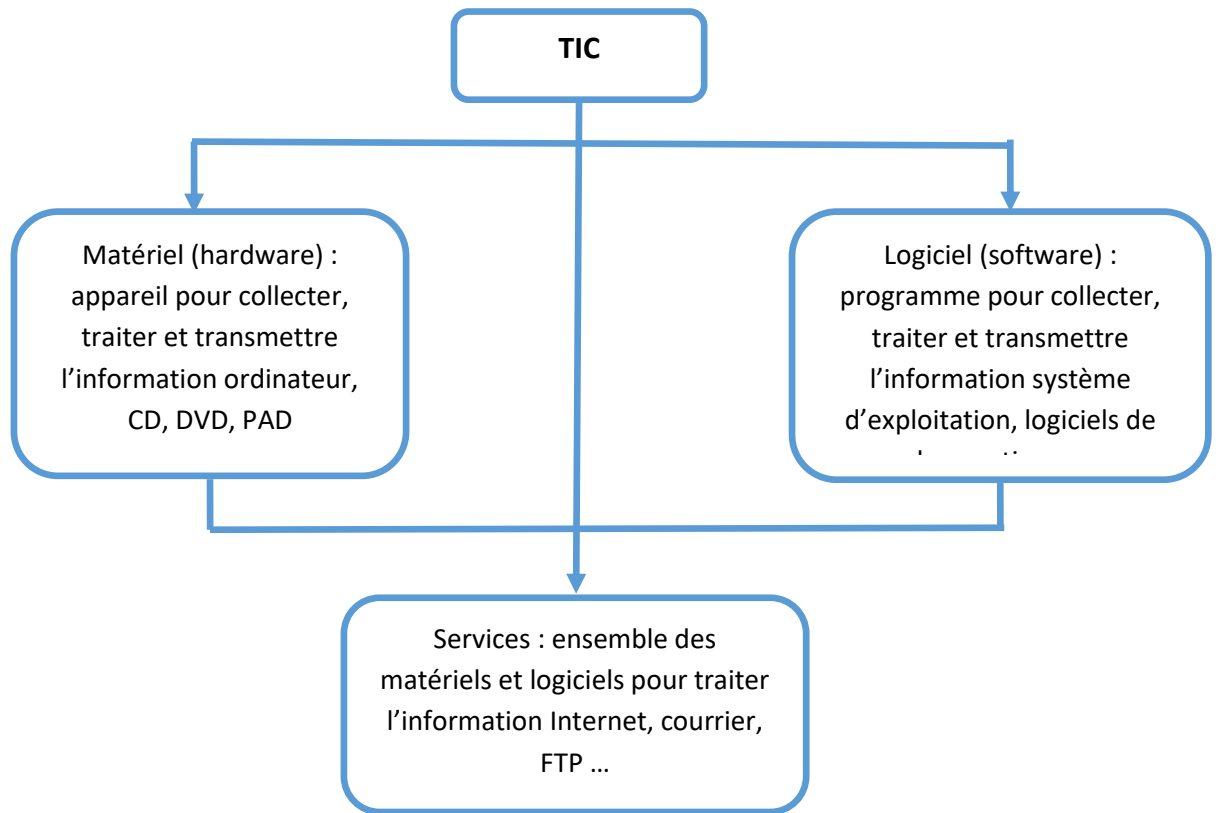 TIC
Matériel (hardware) :
appareil pour collecter,
traiter et transmettre
l’information ordinateur,
CD, DVD, PAD
Logiciel (software) :
programme pour collecter,
traiter et transmettre
l’information système
d’exploitation, logiciels de
Services : ensemble des
matériels et logiciels pour traiter
l’information Internet, courrier,
FTP …